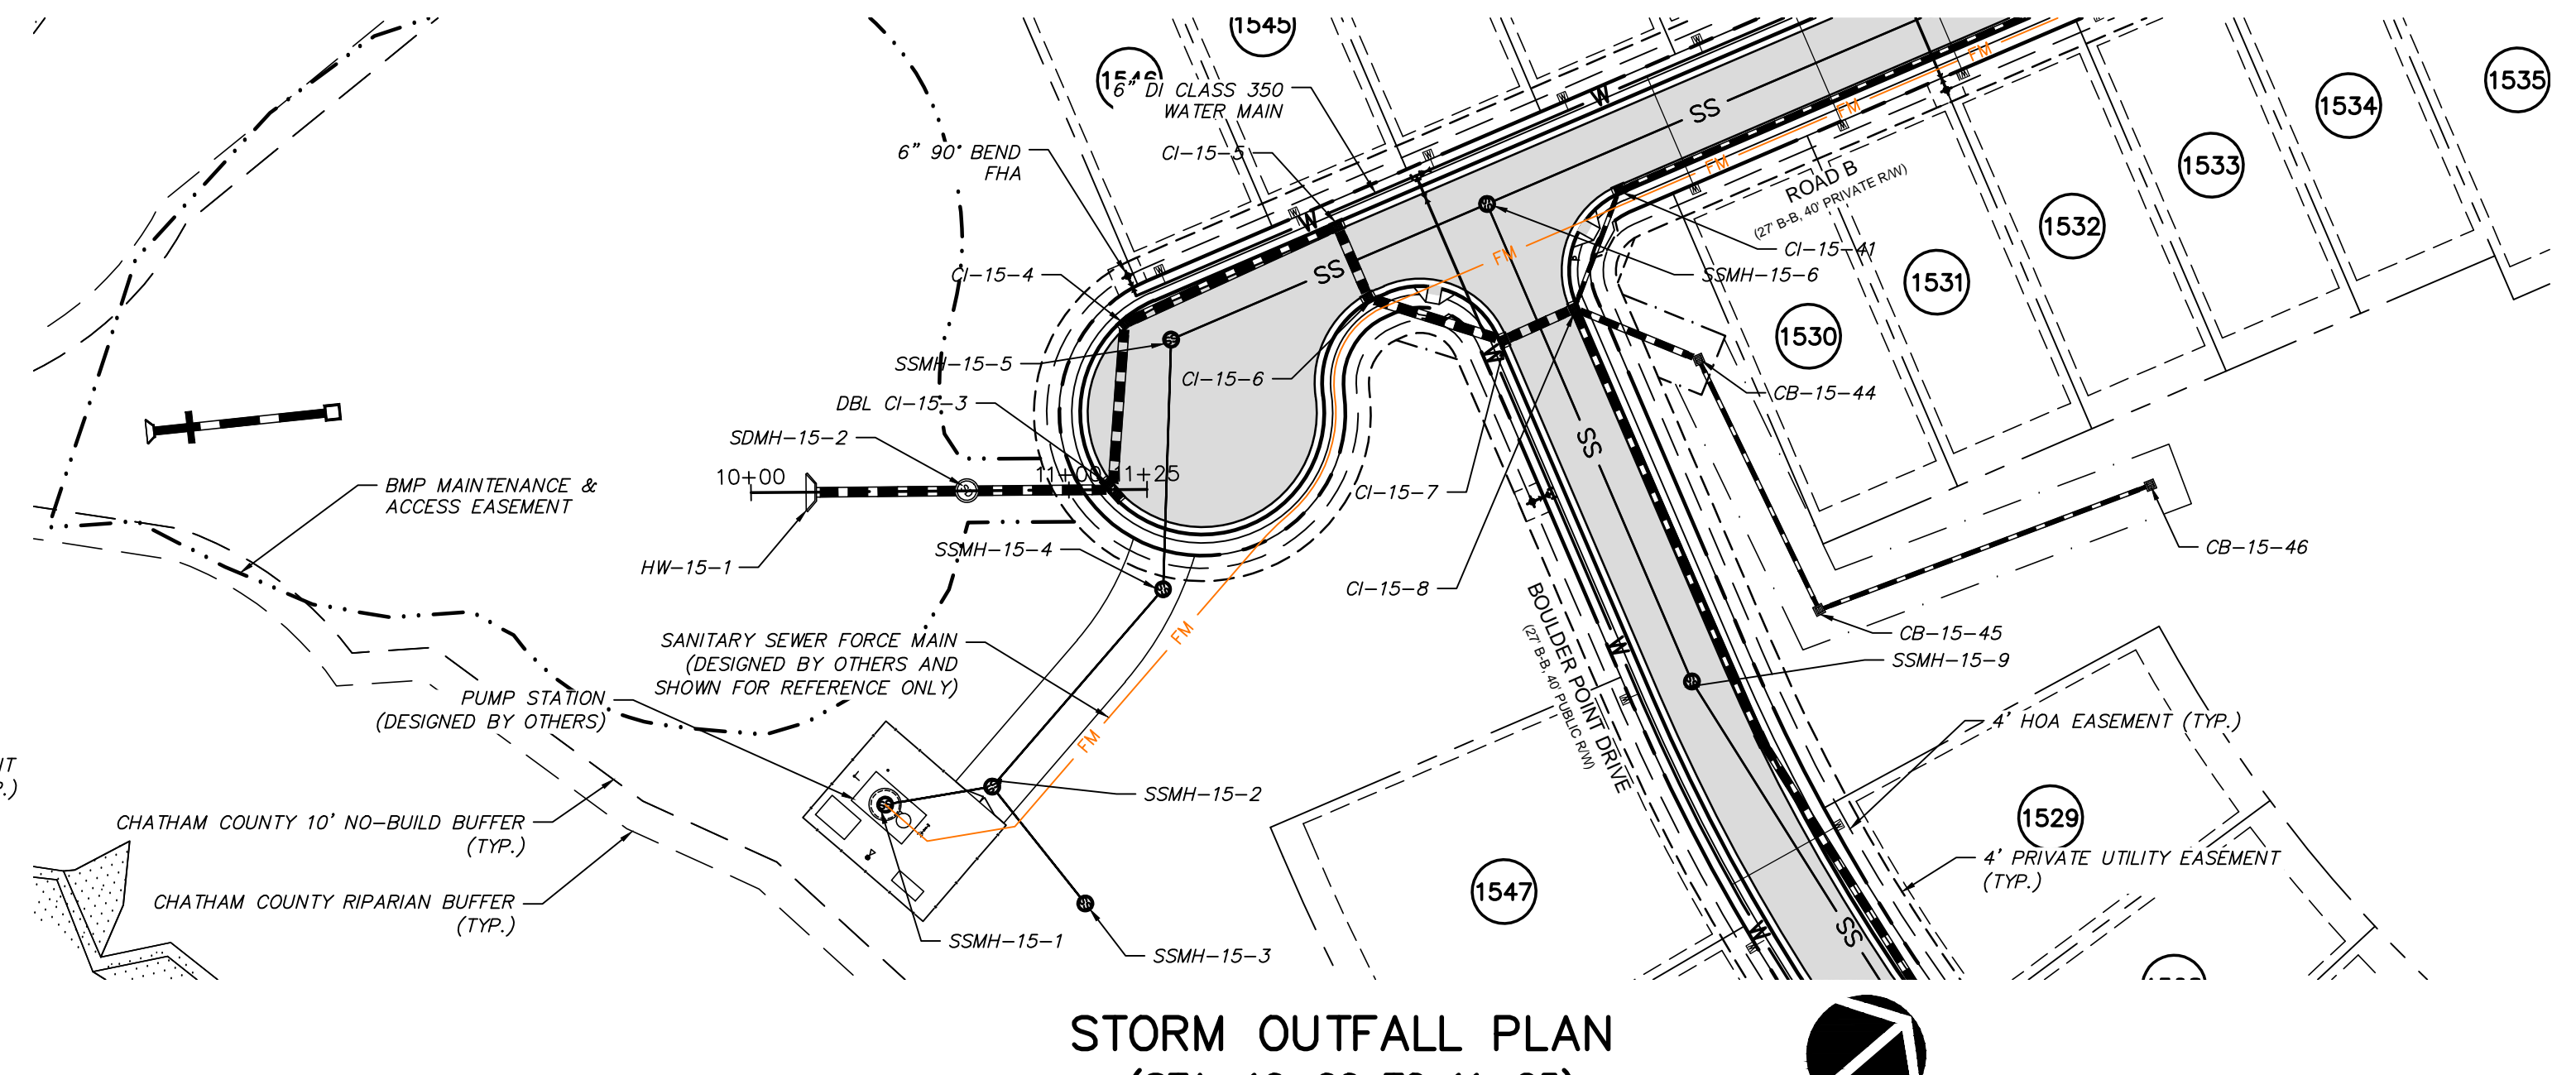 1545
1546
6" DI CLASS 350
WATER MAIN
6" 90° BEND
FHA
CI-15-5
CI-15-4
SSMH-15-5
DBL CI-15-3
SDMH-15-2
10+00
11+00
11+25
HW-15-1
BMP MAINTENANCE &
ACCESS EASEMENT
SSMH-15-4
CI-15-6
CI-15-7
CI-15-8
W
W
W
W
W
SS
SS
SS
SS
FM
FM
FM
FM
FM
FM
ROAD B
(27' B-B, 40' PRIVATE R/W)
CI-15-41
SSMH-15-6
1535
1534
1533
1532
1531
1530
CB-15-44
CB-15-46
CB-15-45
SSMH-15-9
BOULDER POINT DRIVE
(27' B-B, 40' PUBLIC R/W)
4' HOA EASEMENT (TYP.)
1529
4' PRIVATE UTILITY EASEMENT
(TYP.)
1547
SANITARY SEWER FORCE MAIN
(DESIGNED BY OTHERS AND
SHOWN FOR REFERENCE ONLY)
PUMP STATION
(DESIGNED BY OTHERS)
CHATHAM COUNTY 10' NO-BUILD BUFFER
(TYP.)
CHATHAM COUNTY RIPARIAN BUFFER
(TYP.)
SSMH-15-2
SSMH-15-1
SSMH-15-3
STORM OUTFALL PLAN